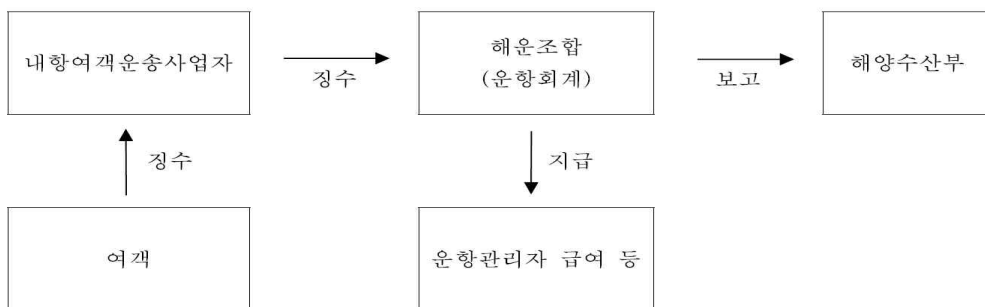 내항여객운송사업자
징수
해운조합
(운항회계)
보고
해양수산부
징수
지급
여객
운항관리자 급여 등